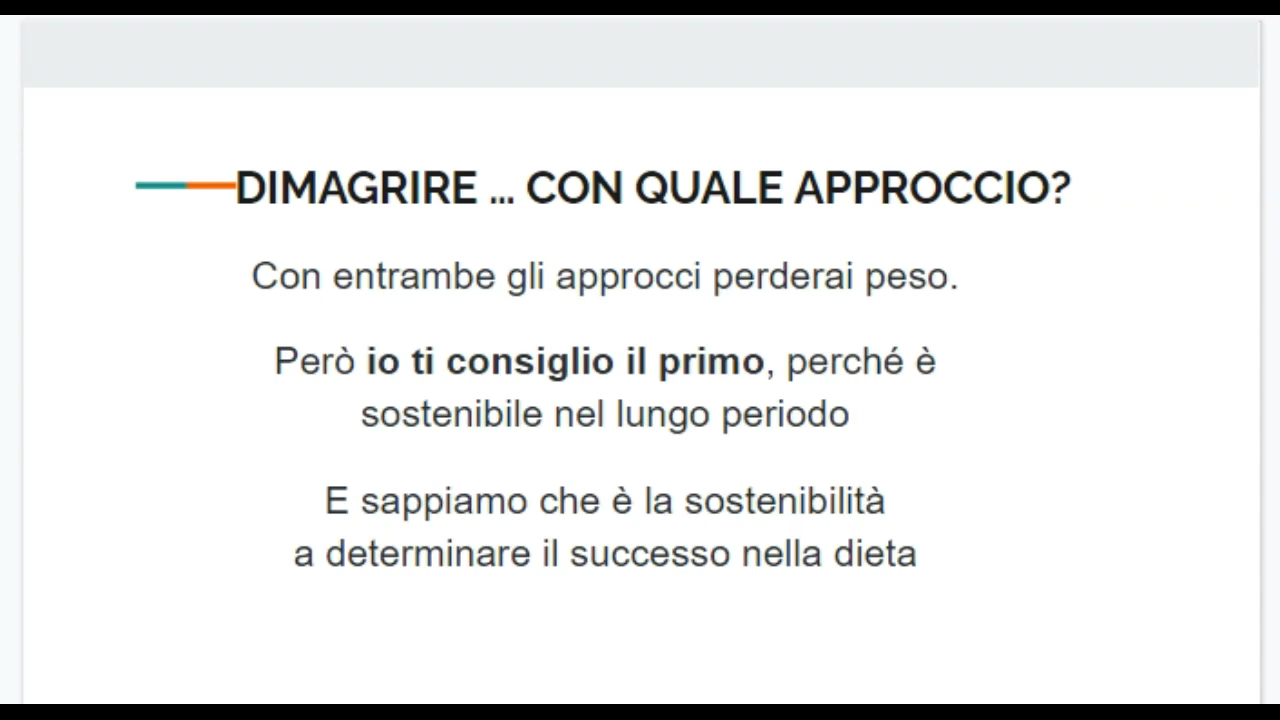 DIMAGRIRE ... CON QUALE APPROCCIO?
Con entrambe gli approcci perderai peso.
Però io ti consiglio il primo, perché è
sostenibile nel lungo periodo
E sappiamo che è la sostenibilità
a determinare il successo nella dieta